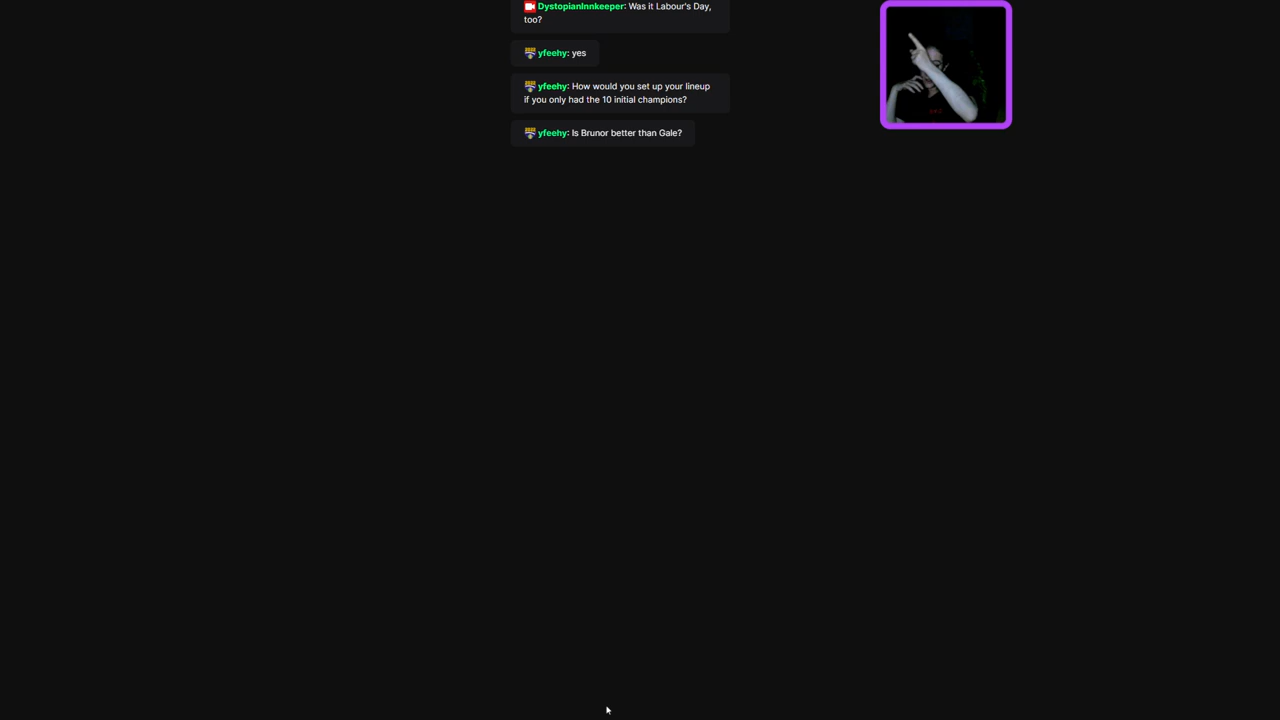 DystopianInnkeeper: Was it Labour's Day,
too?
yfeehy: yes
yfeehy: How would you set up your lineup
if you only had the 10 initial champions?
yfeehy: Is Brunor better than Gale?